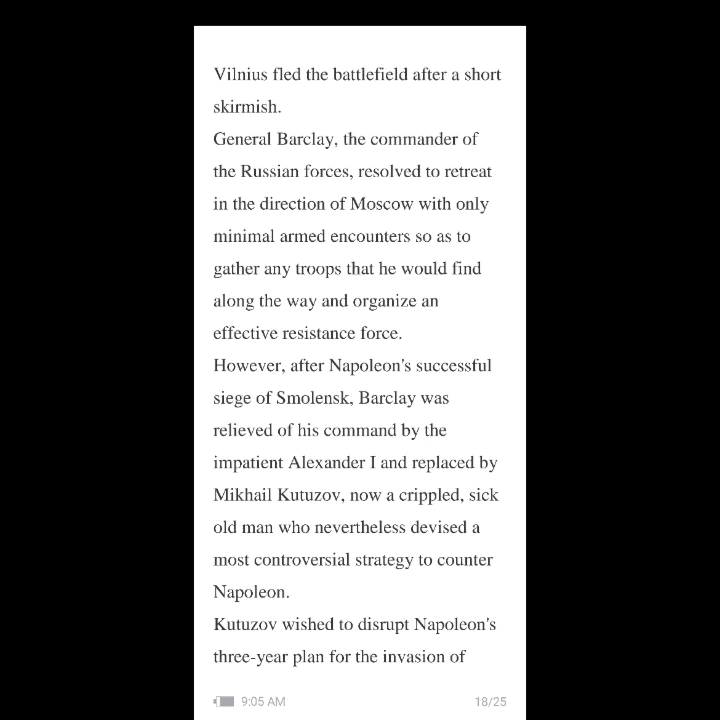 Vilnius fled the battlefield after a short
skirmish.
General Barclay, the commander of
the Russian forces, resolved to retreat
in the direction of Moscow with only
minimal armed encounters so as to
gather any troops that he would find
along the way and organize an
effective resistance force.
However, after Napoleon's successful
siege of Smolensk, Barclay was
relieved of his command by the
impatient Alexander I and replaced by
Mikhail Kutuzov, now a crippled, sick
old man who nevertheless devised a
most controversial strategy to counter
Napoleon.
Kutuzov wished to disrupt Napoleon's
three-year plan for the invasion of
9:05 AM 18/25